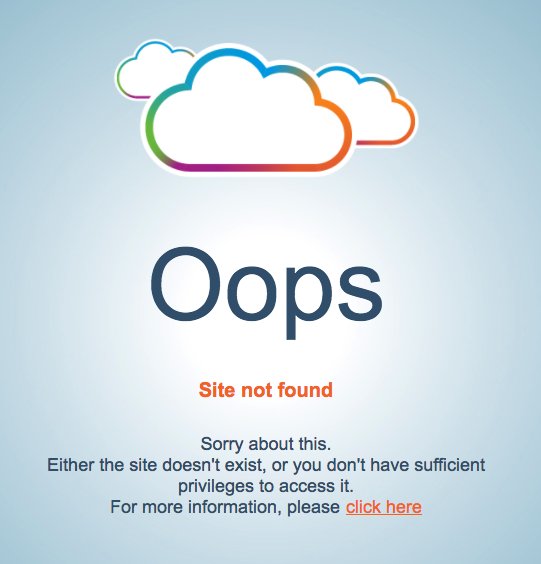 Oops
Site not found
Sorry about this.
Either the site doesn't exist, or you don't have sufficient
privileges to access it.
For more information, please click here